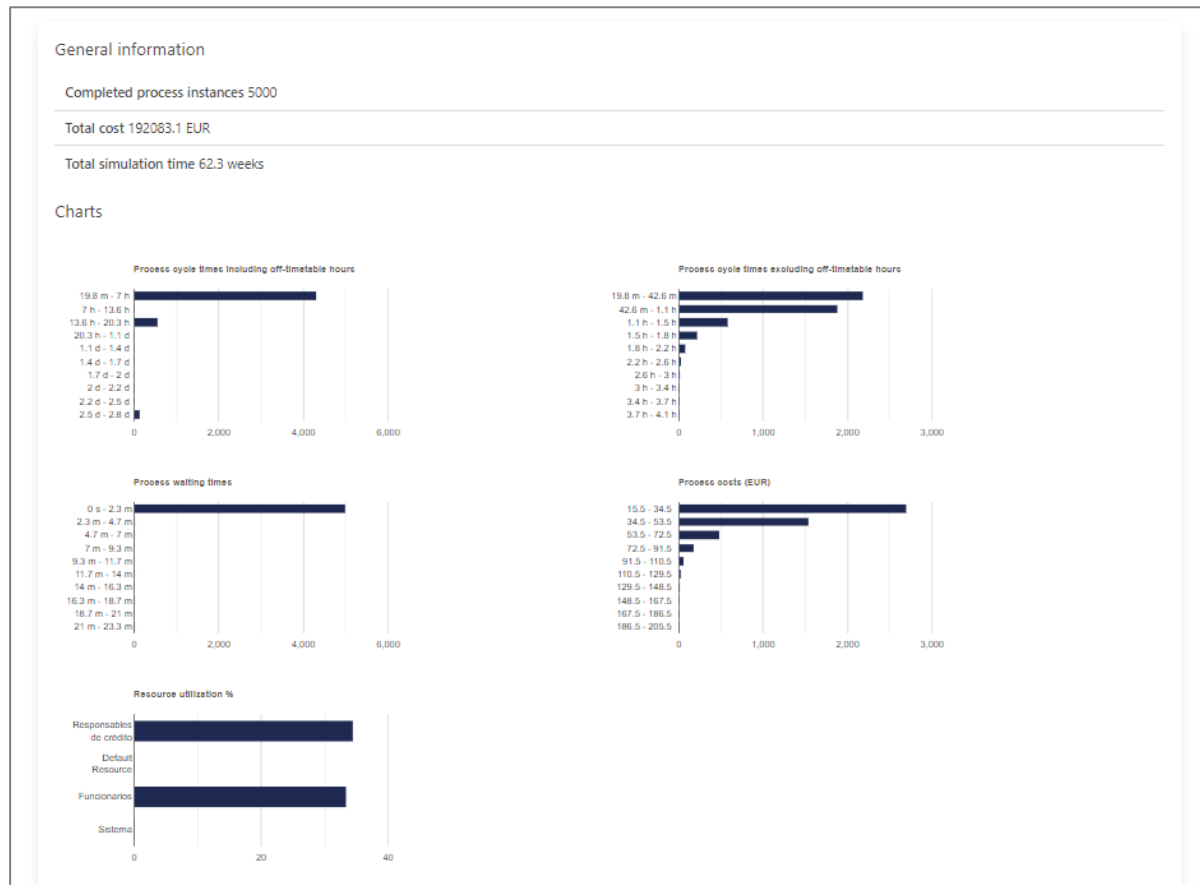 General information
Completed process instances 5000
Total cost 192083.1 EUR
Total simulation time 62.3 weeks
Charts
Process cycle times including off-timetable hours
19.8 m - 7 h
7 h - 13.6 h
13.6 h - 20.3 h
20.3 h - 1.1 d
1.1 d - 1.4 d
1.4 d - 1.7 d
1.7 d - 2 d
2 d - 2.2 d
2.2 d - 2.5 d
2.5 d - 2.8 d
0 2,000 4,000 6,000
Process cycle times excluding off-timetable hours
19.8 m - 42.6 m
42.6 m - 1.1 h
1.1 h - 1.5 h
1.5 h - 1.8 h
1.8 h - 2.2 h
2.2 h - 2.6 h
2.6 h - 3 h
3 h - 3.4 h
3.4 h - 3.7 h
3.7 h - 4.1 h
0 1,000 2,000 3,000
Process waiting times
0 s - 2.3 m
2.3 m - 4.7 m
4.7 m - 7 m
7 m - 9.3 m
9.3 m - 11.7 m
11.7 m - 14 m
14 m - 16.3 m
16.3 m - 18.7 m
18.7 m - 21 m
21 m - 23.3 m
0 2,000 4,000 6,000
Process costs (EUR)
15.5 - 34.5
34.5 - 53.5
53.5 - 72.5
72.5 - 91.5
91.5 - 110.5
110.5 - 129.5
129.5 - 148.5
148.5 - 167.5
167.5 - 186.5
186.5 - 205.5
0 1,000 2,000 3,000
Resource utilization %
Responsables
de crédito
Default
Resource
Funcionarios
Sistema
0 20 40